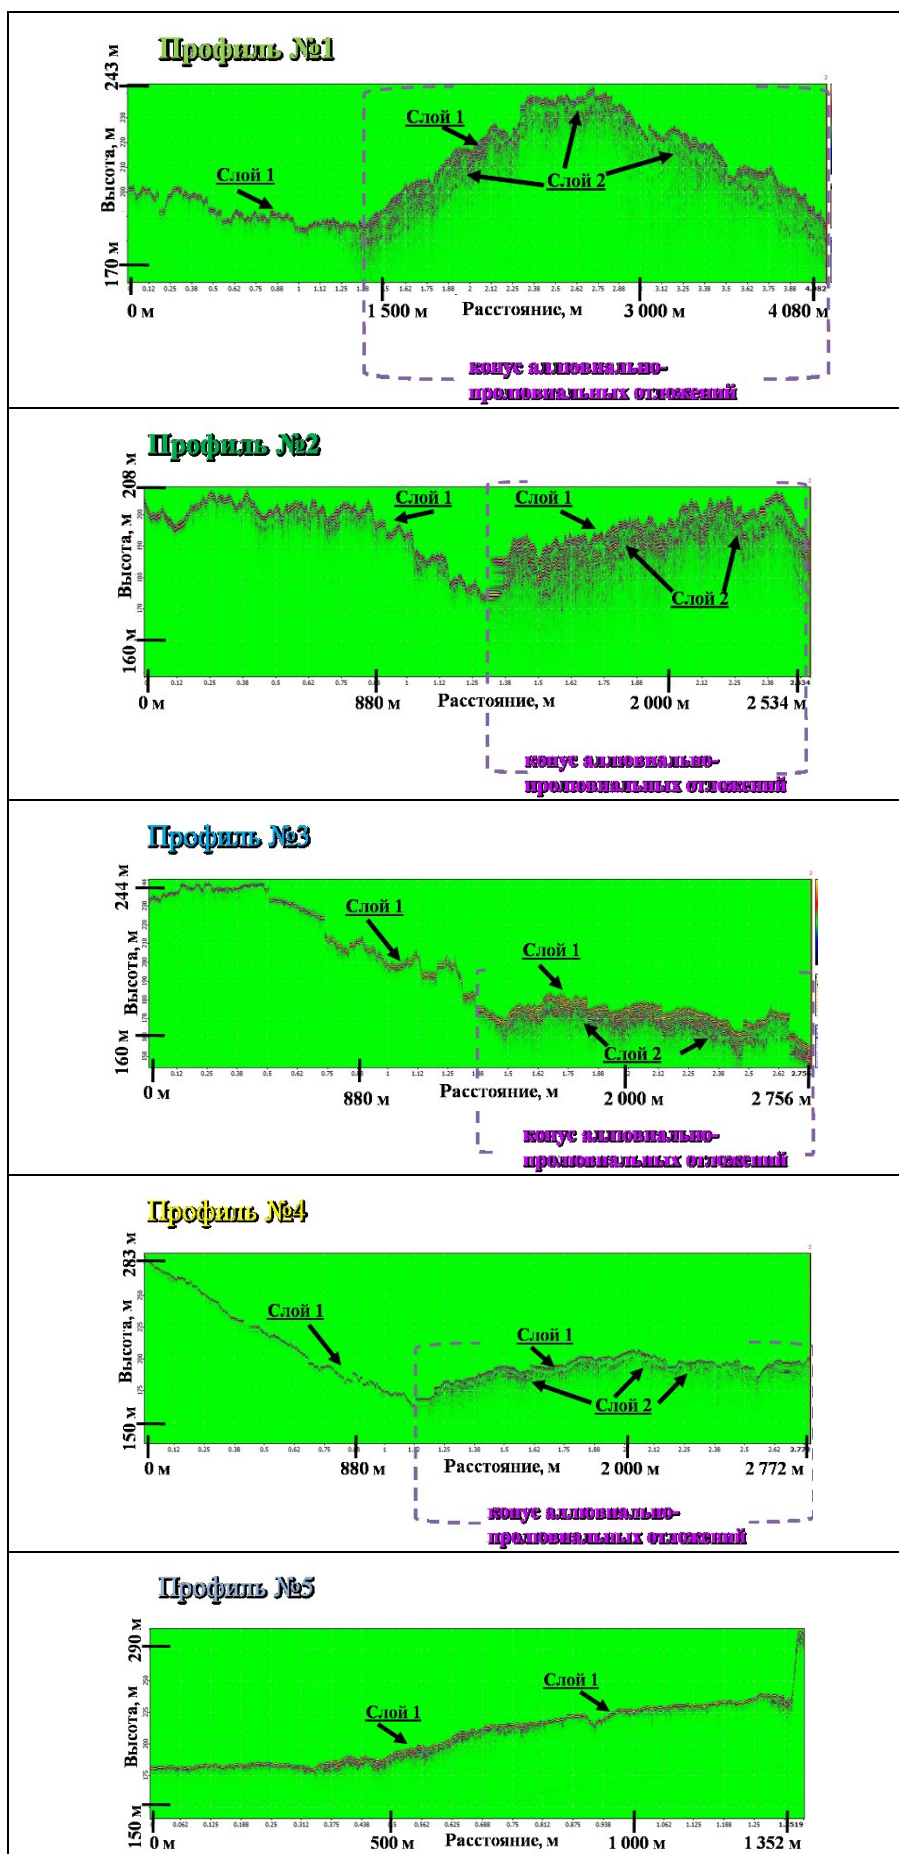 Профиль №1
243 м
Высота, м
170 м
Слой 1
Слой 1
Слой 2
0 м
1 500 м
Расстояние, м
3 000 м
4 080 м
конус аллювиально-
пролювиальных отложений
Профиль №2
208 м
Высота, м
160 м
Слой 1
Слой 1
Слой 2
0 м
880 м
Расстояние, м
2 000 м
2 534 м
конус аллювиально-
пролювиальных отложений
Профиль №3
244 м
Высота, м
160 м
Слой 1
Слой 1
Слой 2
0 м
880 м
Расстояние, м
2 000 м
2 756 м
конус аллювиально-
пролювиальных отложений
Профиль №4
283 м
Высота, м
150 м
Слой 1
Слой 1
Слой 2
0 м
880 м
Расстояние, м
2 000 м
2 772 м
конус аллювиально-
пролювиальных отложений
Профиль №5
290 м
Высота, м
150 м
Слой 1
Слой 1
0 м
500 м
Расстояние, м
1 000 м
1 352 м